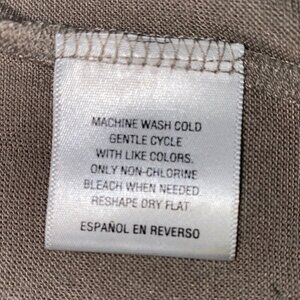 MACHINE WASH COLD
GENTLE CYCLE
WITH LIKE COLORS.
ONLY NON-CHLORINE
BLEACH WHEN NEEDED
RESHAPE DRY FLAT
ESPAÑOL EN REVERSO